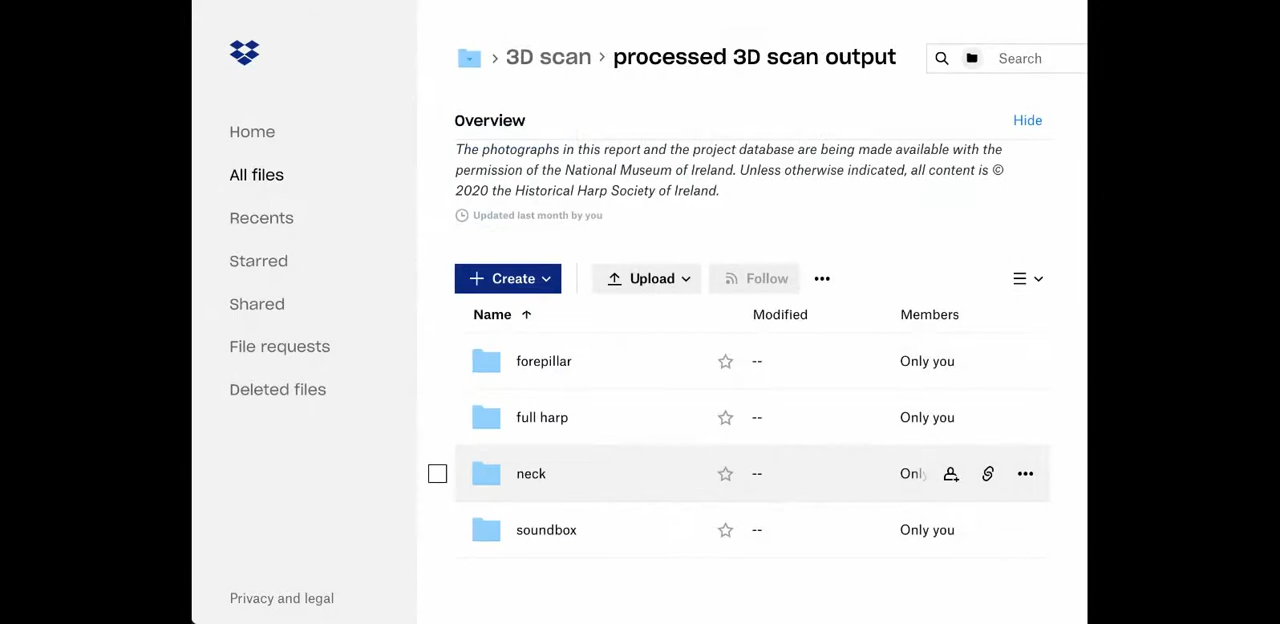 3D scan › processed 3D scan output
Search
Home
All files
Recents
Starred
Shared
File requests
Deleted files
Privacy and legal
Overview
Hide
The photographs in this report and the project database are being made available with the
permission of the National Museum of Ireland. Unless otherwise indicated, all content is ©
2020 the Historical Harp Society of Ireland.
Updated last month by you
Create
Upload
Follow
Name
Modified
Members
forepillar -- Only you
full harp -- Only you
neck -- Only
soundbox -- Only you